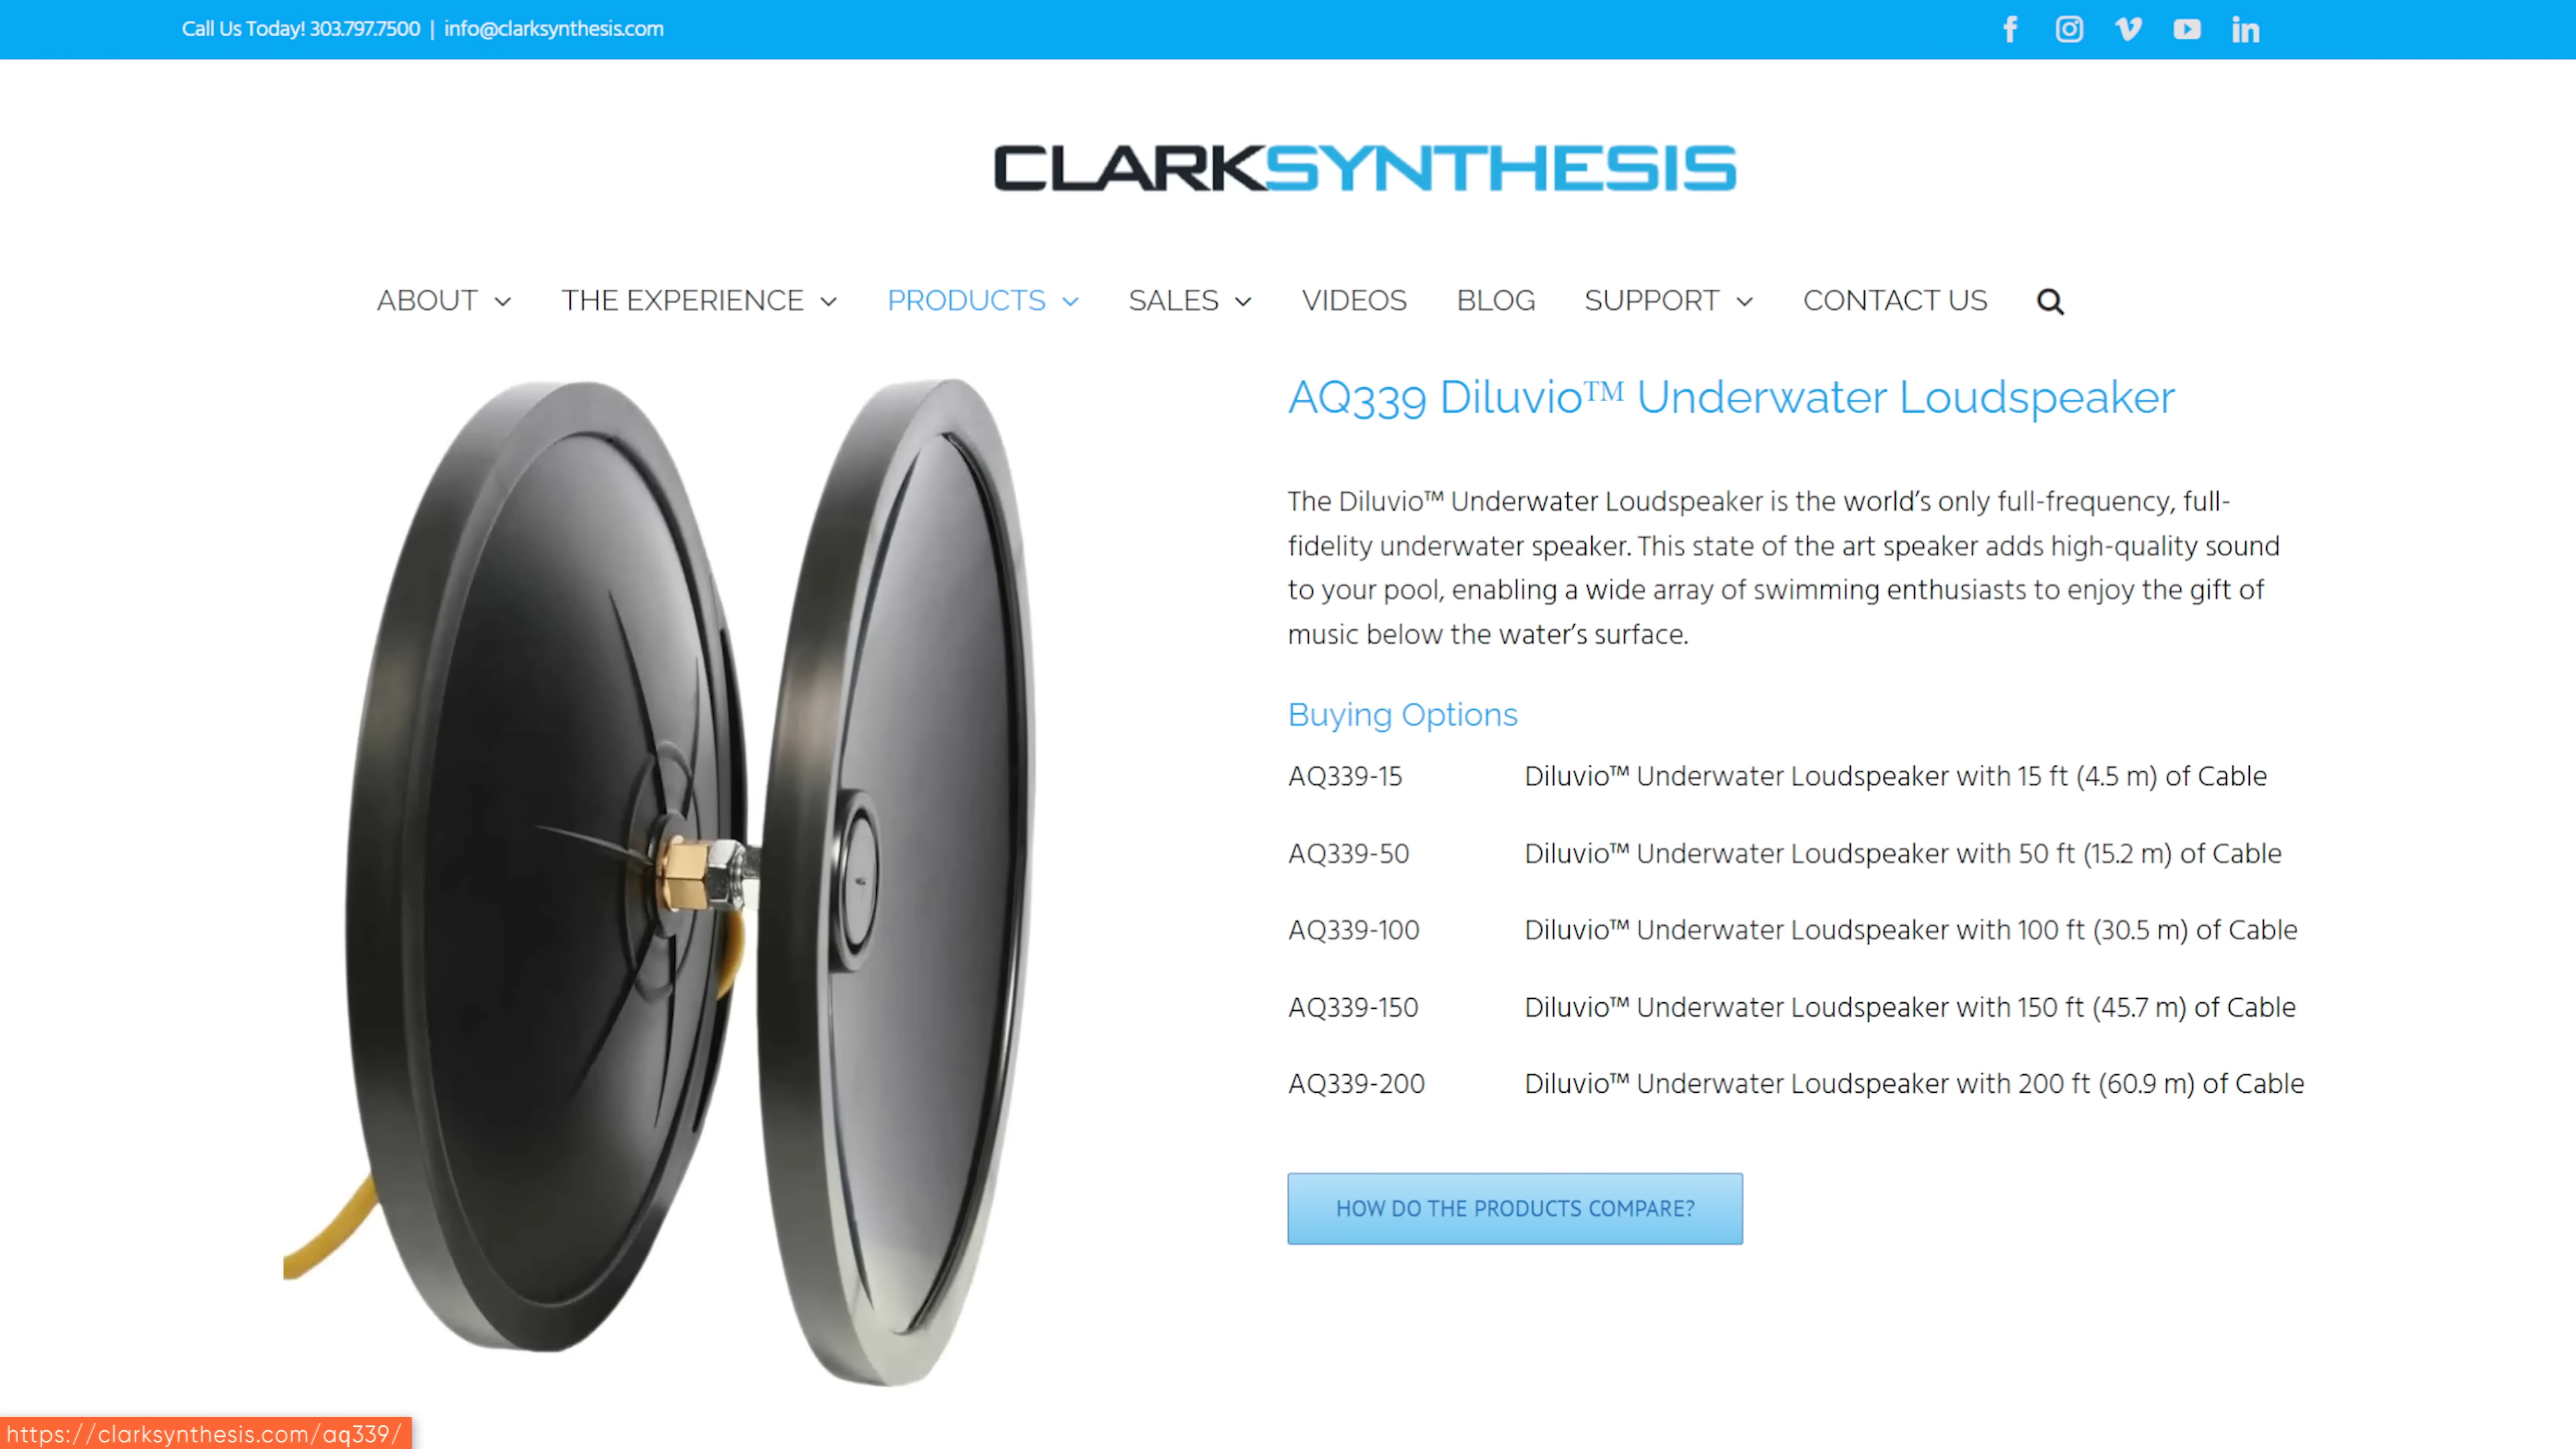 Call Us Today! 303.797.7500 | info@clarksynthesis.com
CLARKSYNTHESIS
ABOUT THE EXPERIENCE PRODUCTS SALES VIDEOS BLOG SUPPORT CONTACT US
AQ339 Diluvio™ Underwater Loudspeaker
The Diluvio™ Underwater Loudspeaker is the world’s only full-frequency, full-
fidelity underwater speaker. This state of the art speaker adds high-quality sound
to your pool, enabling a wide array of swimming enthusiasts to enjoy the gift of
music below the water’s surface.
Buying Options
AQ339-15 Diluvio™ Underwater Loudspeaker with 15 ft (4.5 m) of Cable
AQ339-50 Diluvio™ Underwater Loudspeaker with 50 ft (15.2 m) of Cable
AQ339-100 Diluvio™ Underwater Loudspeaker with 100 ft (30.5 m) of Cable
AQ339-150 Diluvio™ Underwater Loudspeaker with 150 ft (45.7 m) of Cable
AQ339-200 Diluvio™ Underwater Loudspeaker with 200 ft (60.9 m) of Cable
HOW DO THE PRODUCTS COMPARE?
https://clarksynthesis.com/aq339/